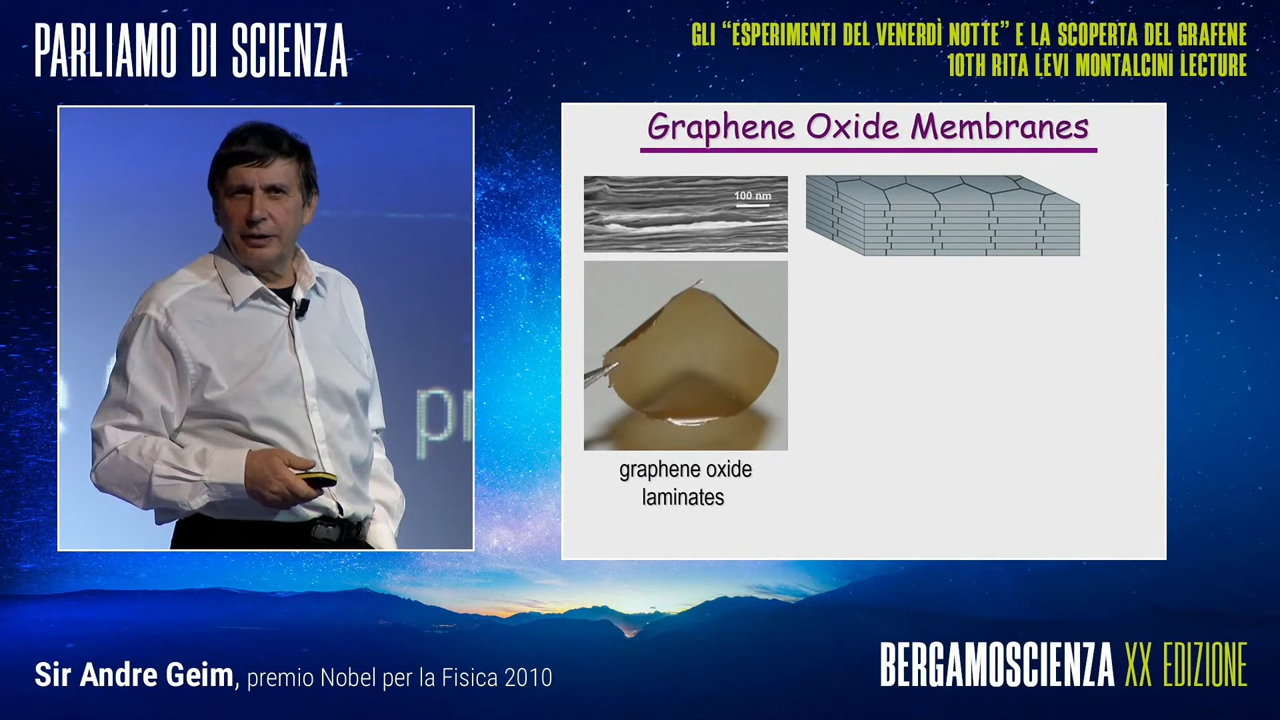 PARLIAMO DI SCIENZA
GLI “ESPERIMENTI DEL VENERDÌ NOTTE” E LA SCOPERTA DEL GRAFENE
10TH RITA LEVI MONTALCINI LECTURE
Graphene Oxide Membranes
100 nm
graphene oxide
laminates
Sir Andre Geim, premio Nobel per la Fisica 2010
BERGAMOSCIENZA XX EDIZIONE